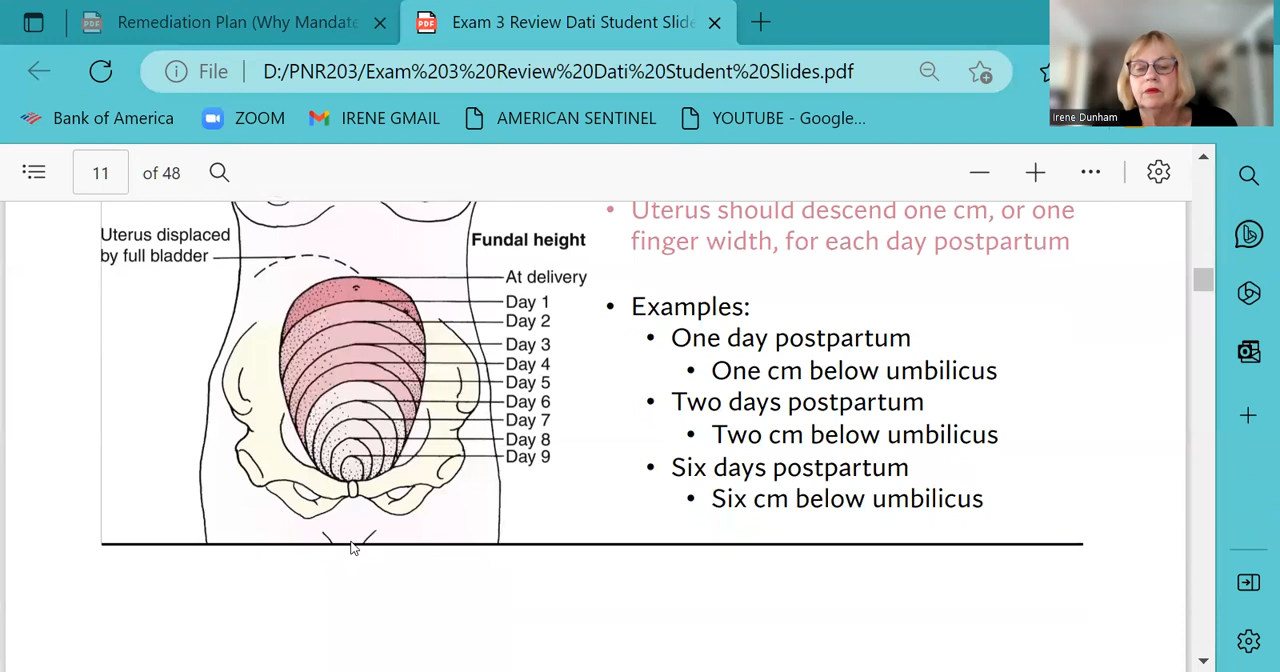 Remediation Plan (Why Mandate
Exam 3 Review Dati Student Slide
File
D:/PNR203/Exam%203%20Review%20Dati%20Student%20Slides.pdf
Bank of America
ZOOM
IRENE GMAIL
AMERICAN SENTINEL
YOUTUBE - Google...
Irene Dunham
11
of 48
Uterus displaced
by full bladder
Fundal height
At delivery
Day 1
Day 2
Day 3
Day 4
Day 5
Day 6
Day 7
Day 8
Day 9
• Uterus should descend one cm, or one
finger width, for each day postpartum
• Examples:
• One day postpartum
• One cm below umbilicus
• Two days postpartum
• Two cm below umbilicus
• Six days postpartum
• Six cm below umbilicus